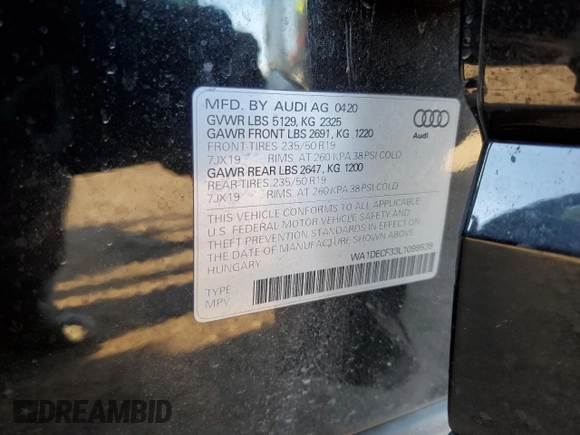 MFD. BY AUDI AG 04/20
GVWR LBS 5129, KG 2325
GAWR FRONT LBS 2691, KG 1220
FRONT-TIRES 235/50 R19
7JX19 RIMS. AT 260 KPA 38 PSI COLD
GAWR REAR LBS 2647, KG 1200
REAR-TIRES 235/50 R19
7JX19 RIMS. AT 260 KPA 38 PSI COLD
THIS VEHICLE CONFORMS TO ALL APPLICABLE
U.S. FEDERAL MOTOR VEHICLE SAFETY AND
THEFT PREVENTION STANDARDS IN EFFECT ON
THE DATE OF MANUFACTURE SHOWN ABOVE
HUNGARY
WA1DECF33L1099539
TYPE
MPV
Audi
DREAMBID